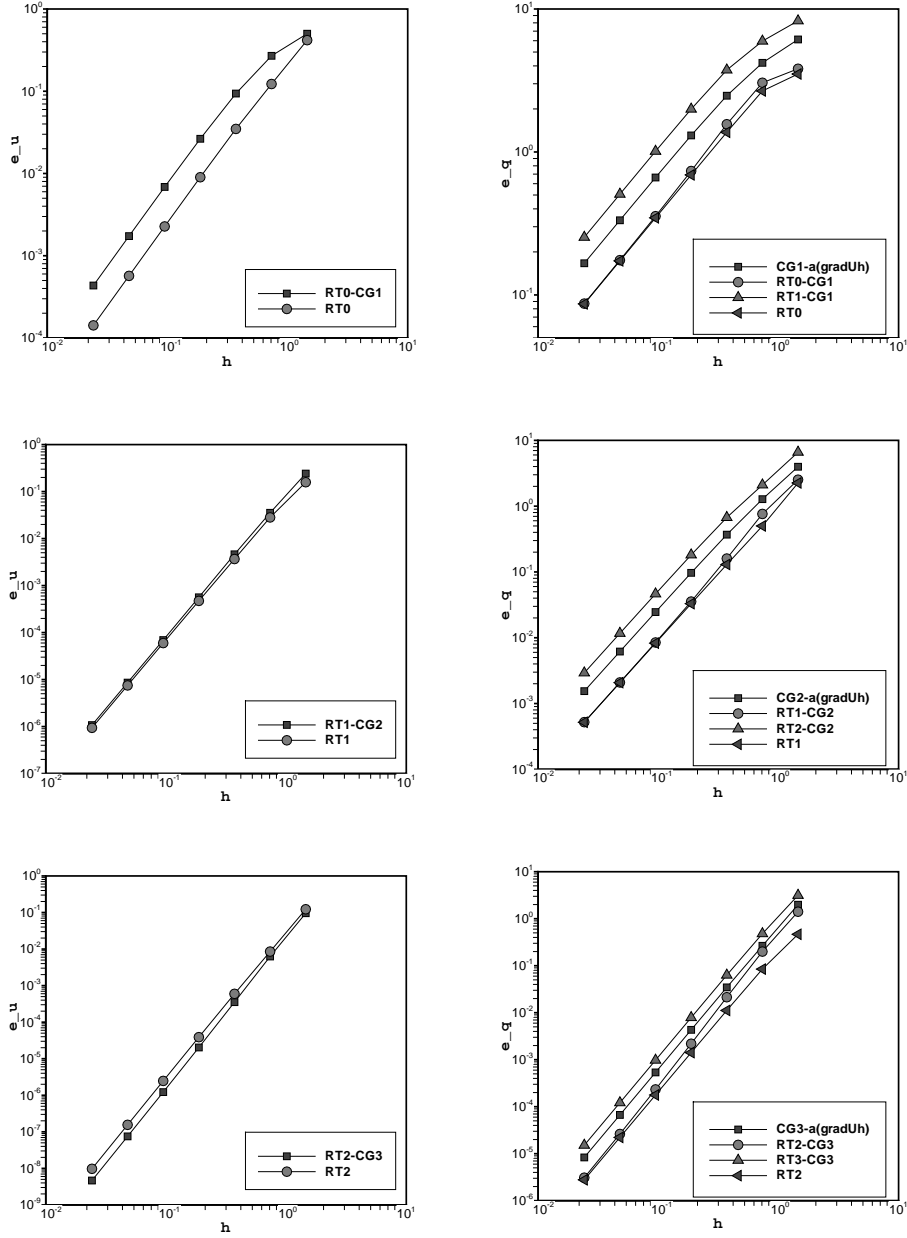 10^0
10^-1
10^-2
10^-3
10^-4
e_u
RT0-CG1
RT0
10^-2
10^-1
10^0
10^1
h
10^1
10^0
10^-1
e_q
CG1-a(gradUh)
RT0-CG1
RT1-CG1
RT0
10^-2
10^-1
10^0
10^1
h
10^0
10^-1
10^-2
10^-3
10^-4
10^-5
10^-6
10^-7
e_u
RT1-CG2
RT1
10^-2
10^-1
10^0
10^1
h
10^1
10^0
10^-1
10^-2
10^-3
10^-4
e_q
CG2-a(gradUh)
RT1-CG2
RT2-CG2
RT1
10^-2
10^-1
10^0
10^1
h
10^0
10^-1
10^-2
10^-3
10^-4
10^-5
10^-6
10^-7
10^-8
10^-9
e_u
RT2-CG3
RT2
10^-2
10^-1
10^0
10^1
h
10^1
10^0
10^-1
10^-2
10^-3
10^-4
10^-5
10^-6
e_q
CG3-a(gradUh)
RT2-CG3
RT3-CG3
RT2
10^-2
10^-1
10^0
10^1
h